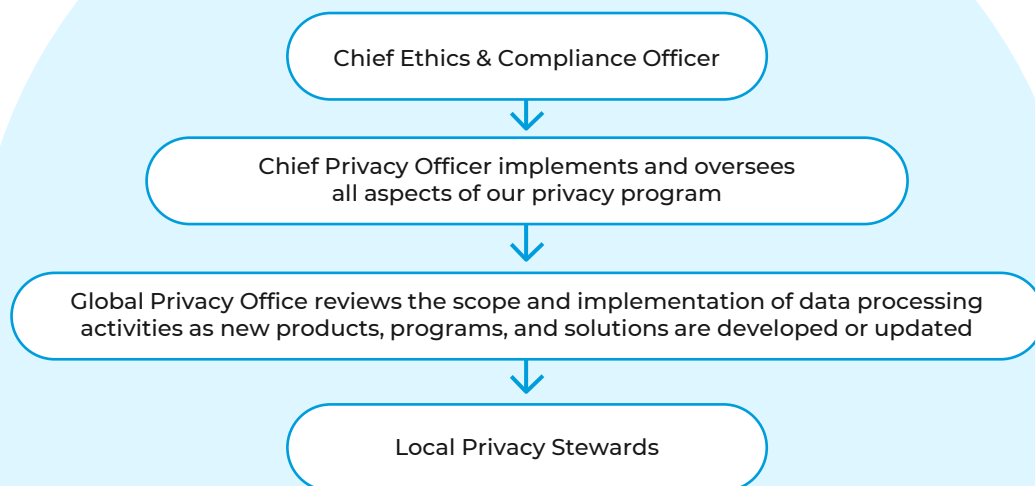 Chief Ethics & Compliance Officer
Chief Privacy Officer implements and oversees
all aspects of our privacy program
Global Privacy Office reviews the scope and implementation of data processing
activities as new products, programs, and solutions are developed or updated
Local Privacy Stewards